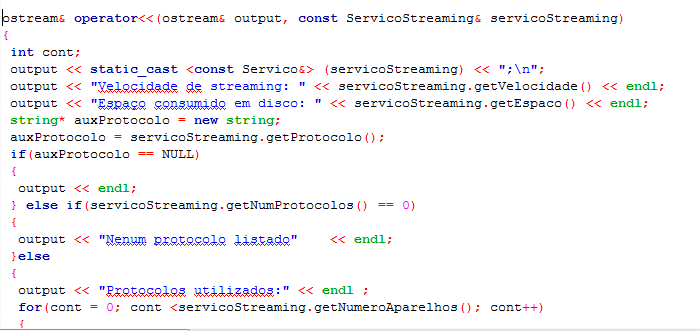 ostream& operator<<(ostream& output, const ServicoStreaming& servicoStreaming)
{
int cont;
output << static_cast <const Servico&> (servicoStreaming) << ";\n";
output << "Velocidade de streaming: " << servicoStreaming.getVelocidade() << endl;
output << "Espaço consumido em disco: " << servicoStreaming.getEspaco() << endl;
string* auxProtocolo = new string;
auxProtocolo = servicoStreaming.getProtocolo();
if(auxProtocolo == NULL)
{
output << endl;
} else if(servicoStreaming.getNumProtocolos() == 0)
{
output << "Nenum protocolo listado" << endl;
}else
{
output << "Protocolos utilizados:" << endl ;
for(cont = 0; cont <servicoStreaming.getNumeroAparelhos(); cont++)
{